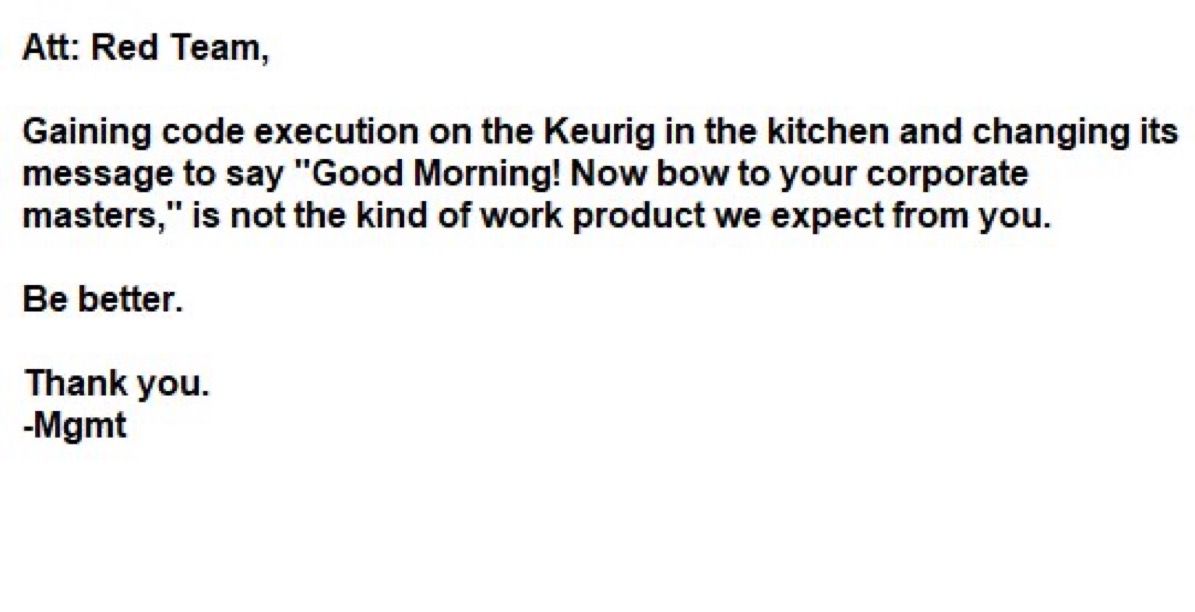 Att: Red Team,
Gaining code execution on the Keurig in the kitchen and changing its
message to say "Good Morning! Now bow to your corporate
masters," is not the kind of work product we expect from you.
Be better.
Thank you.
-Mgmt